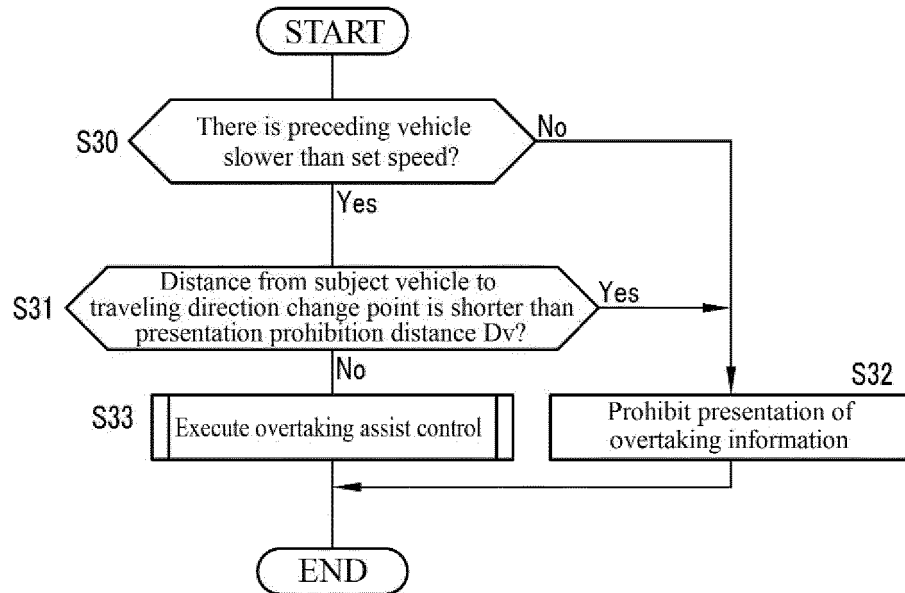 START
S30
There is preceding vehicle
slower than set speed?
No
Yes
S31
Distance from subject vehicle to
traveling direction change point is shorter than
presentation prohibition distance Dv?
Yes
No
S33
Execute overtaking assist control
S32
Prohibit presentation of
overtaking information
END